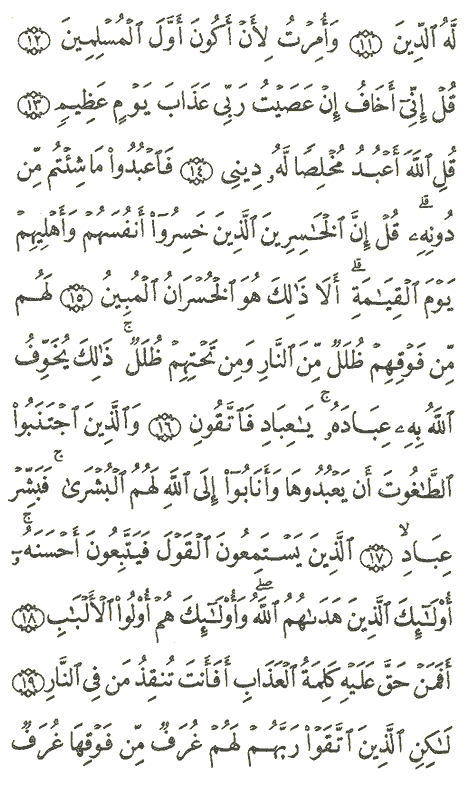 لَّهُ ٱلدِّينَ ١١ وَأُمِرْتُ لِأَنْ أَكُونَ أَوَّلَ ٱلْمُسْلِمِينَ ١٢
قُلْ إِنِّىٓ أَخَافُ إِنْ عَصَيْتُ رَبِّى عَذَابَ يَوْمٍ عَظِيمٍ ١٣
قُلِ ٱللَّهَ أَعْبُدُ مُخْلِصًا لَّهُۥ دِينِى ١٤ فَٱعْبُدُوا۟ مَا شِئْتُم مِّن
دُونِهِۦ ۗ قُلْ إِنَّ ٱلْخَـٰسِرِينَ ٱلَّذِينَ خَسِرُوٓا۟ أَنفُسَهُمْ وَأَهْلِيهِمْ
يَوْمَ ٱلْقِيَـٰمَةِ ۗ أَلَا ذَٰلِكَ هُوَ ٱلْخُسْرَانُ ٱلْمُبِينُ ١٥ لَهُم
مِّن فَوْقِهِمْ ظُلَلٌ مِّنَ ٱلنَّارِ وَمِن تَحْتِهِمْ ظُلَلٌ ۚ ذَٰلِكَ يُخَوِّفُ
ٱللَّهُ بِهِۦ عِبَادَهُۥ ۚ يَـٰعِبَادِ فَٱتَّقُونِ ١٦ وَٱلَّذِينَ ٱجْتَنَبُوا۟
ٱلطَّـٰغُوتَ أَن يَعْبُدُوهَا وَأَنَابُوٓا۟ إِلَى ٱللَّهِ لَهُمُ ٱلْبُشْرَىٰ ۚ فَبَشِّرْ
عِبَادِ ۙ ١٧ ٱلَّذِينَ يَسْتَمِعُونَ ٱلْقَوْلَ فَيَتَّبِعُونَ أَحْسَنَهُۥٓ ۚ
أُو۟لَـٰٓئِكَ ٱلَّذِينَ هَدَىٰهُمُ ٱللَّهُ ۖ وَأُو۟لَـٰٓئِكَ هُمْ أُو۟لُوا۟ ٱلْأَلْبَـٰبِ ١٨
أَفَمَنْ حَقَّ عَلَيْهِ كَلِمَةُ ٱلْعَذَابِ أَفَأَنتَ تُنقِذُ مَن فِى ٱلنَّارِ ١٩
لَـٰكِنِ ٱلَّذِينَ ٱتَّقَوْا۟ رَبَّهُمْ لَهُمْ غُرَفٌ مِّن فَوْقِهَا غُرَفٌ